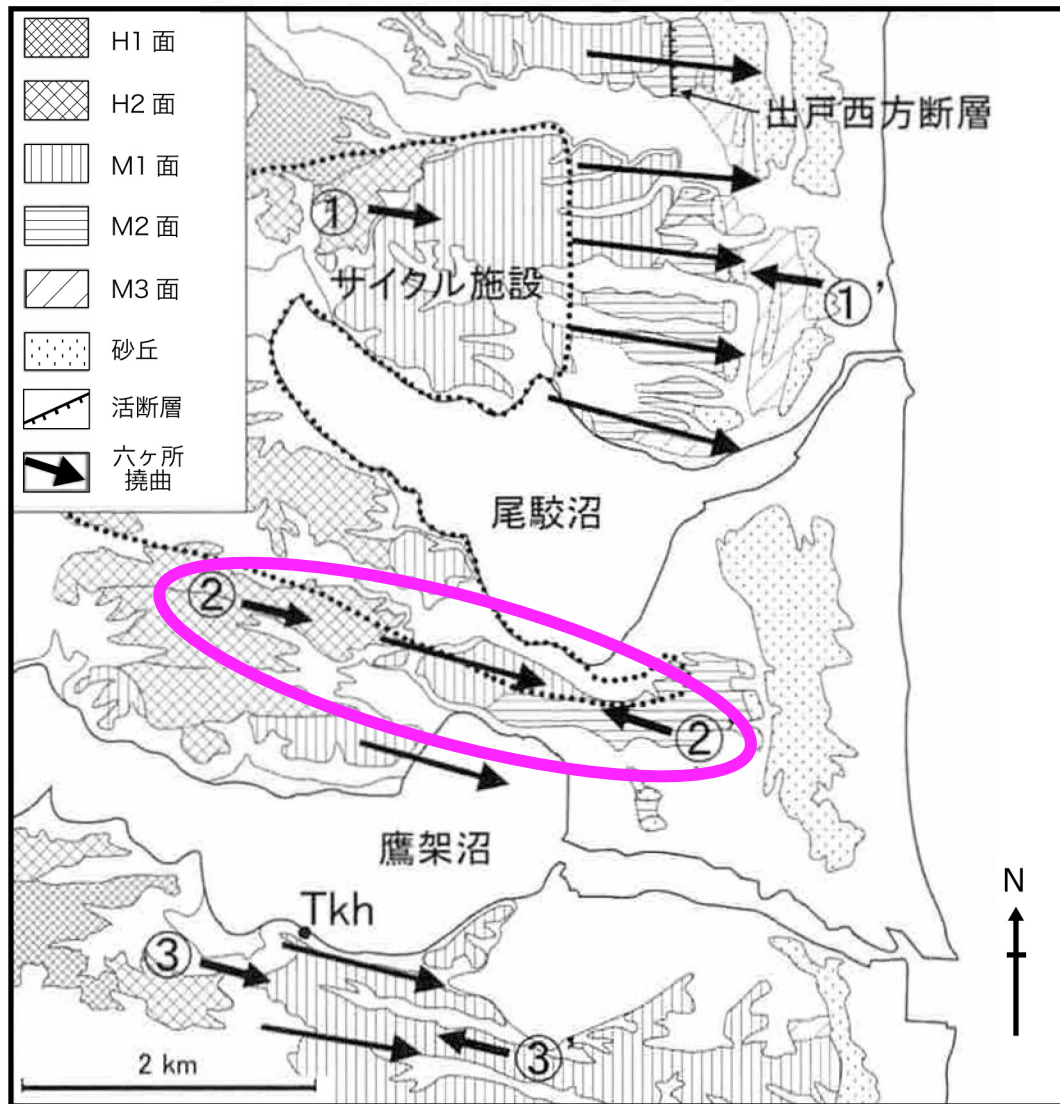 H1 面
H2 面
M1 面
M2 面
M3 面
砂丘
活断層
六ヶ所
撓曲
出戸西方断層
①
サイクル施設
①'
尾駮沼
②
②'
鷹架沼
Tkh
③
③'
2 km
N